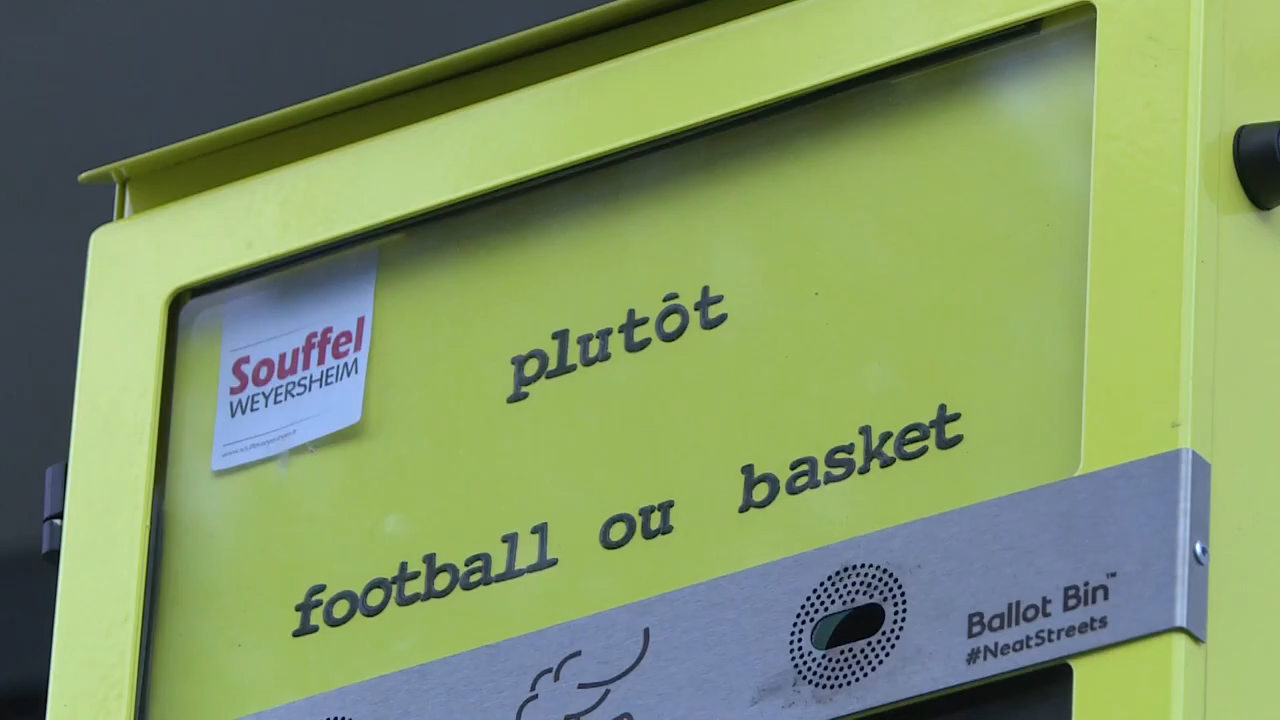 Souffel
WEYERSHEIM
plutôt
football ou basket
Ballot Bin™
#NeatStreets